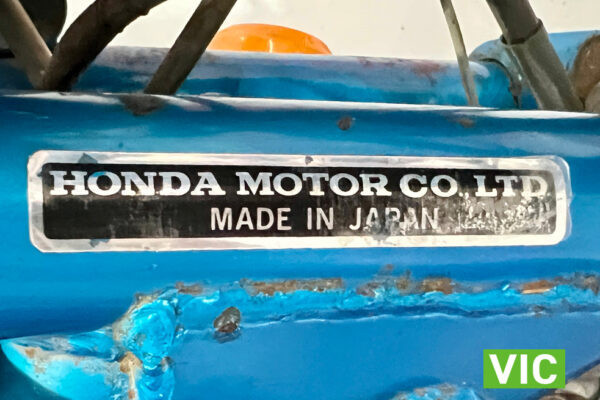 HONDA MOTOR CO. LTD
MADE IN JAPAN
VIC